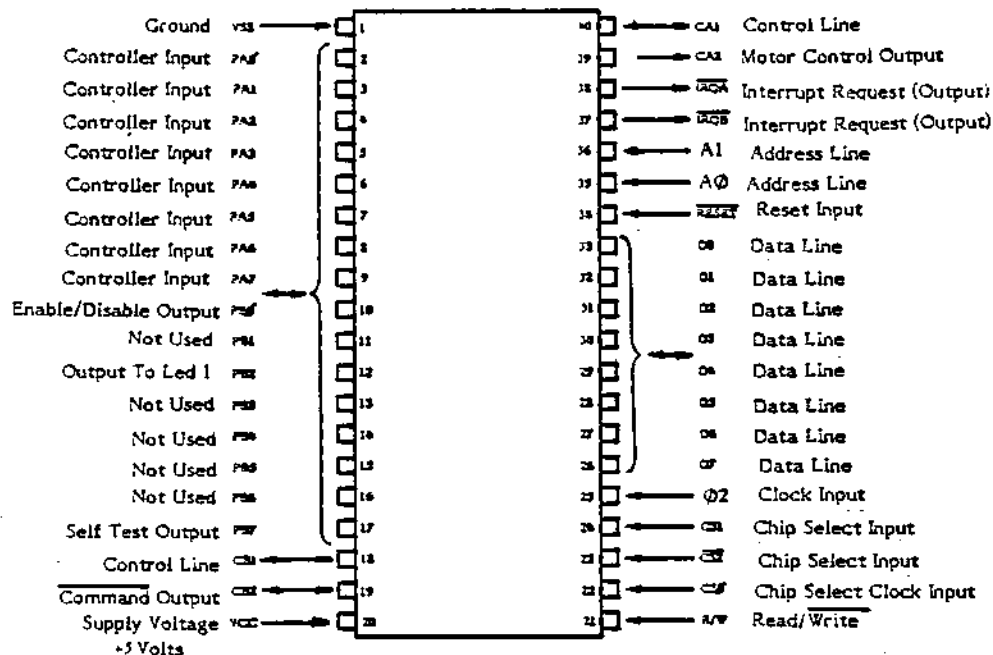 Ground VSS 1
Controller Input PA0 2
Controller Input PA1 3
Controller Input PA2 4
Controller Input PA3 5
Controller Input PA4 6
Controller Input PA5 7
Controller Input PA6 8
Controller Input PA7 9
Enable/Disable Output PB0 10
Not Used PB1 11
Output To Led 1 PB2 12
Not Used PB3 13
Not Used PB4 14
Not Used PB5 15
Not Used PB6 16
Self Test Output PB7 17
Control Line CB1 18
Command Output CB2 19
Supply Voltage VCC 20
+5 Volts
40 CA1 Control Line
39 CA2 Motor Control Output
38 IRQA Interrupt Request (Output)
37 IRQB Interrupt Request (Output)
36 A1 Address Line
35 AØ Address Line
34 RESET Reset Input
33 D0 Data Line
32 D1 Data Line
31 D2 Data Line
30 D3 Data Line
29 D4 Data Line
28 D5 Data Line
27 D6 Data Line
26 D7 Data Line
25 Ø2 Clock Input
24 CS1 Chip Select Input
23 CS2 Chip Select Input
22 Chip Select Clock Input
21 R/W Read/Write